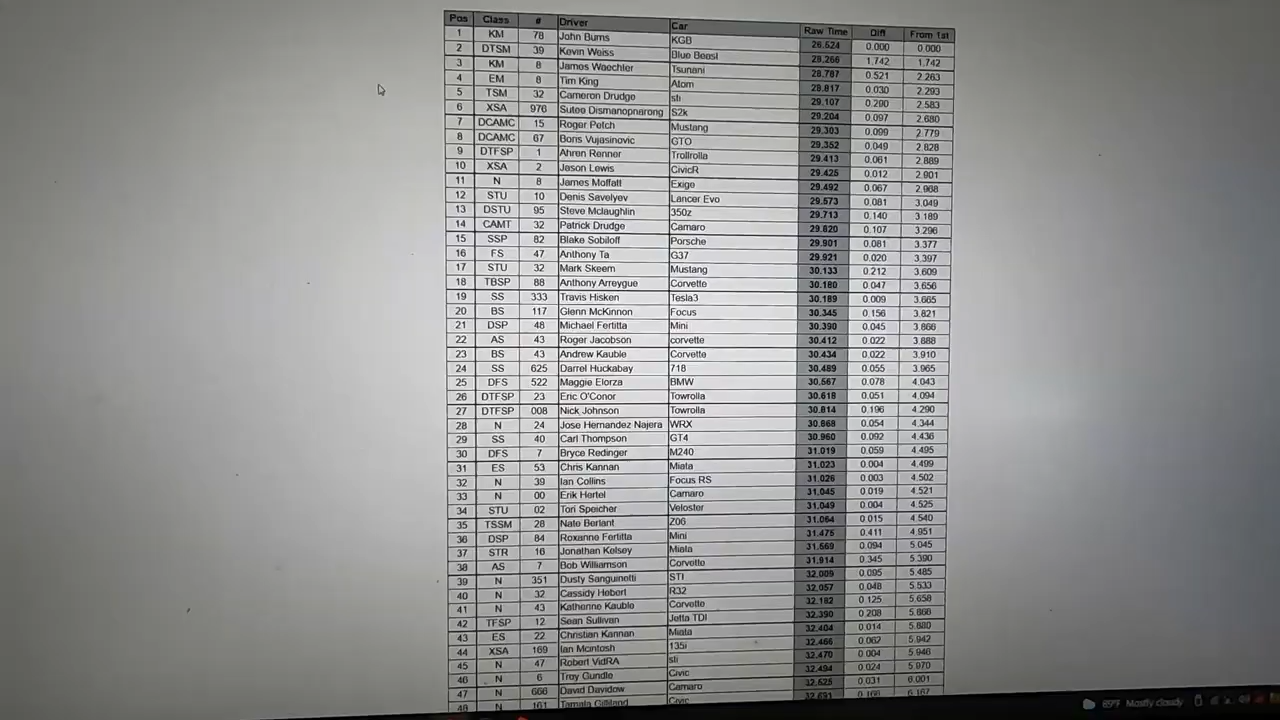 Pos Class # Driver Car Raw Time Diff From 1st
1 KM 78 John Burns KGB 26.524 0.000 0.000
2 DTSM 39 Kevin Weiss Blue Beast 28.266 1.742 1.742
3 KM 8 James Woechler Tsunani 28.787 0.521 2.263
4 EM 8 Tim King Atom 28.817 0.030 2.293
5 TSM 32 Cameron Drudge sti 29.107 0.290 2.583
6 XSA 976 Sutee Dismanopnarong S2k 29.204 0.097 2.680
7 DCAMC 15 Roger Petch Mustang 29.303 0.099 2.779
8 DCAMC 67 Boris Vujasinovic GTO 29.352 0.049 2.828
9 DTFSP 1 Ahren Renner Trollrolla 29.413 0.061 2.889
10 XSA 2 Jason Lewis CivicR 29.425 0.012 2.901
11 N 8 James Moffatt Exige 29.492 0.067 2.968
12 STU 10 Denis Savelyev Lancer Evo 29.573 0.081 3.049
13 DSTU 95 Steve Mclaughlin 350z 29.713 0.140 3.189
14 CAMT 32 Patrick Drudge Camaro 29.820 0.107 3.296
15 SSP 82 Blake Sobiloff Porsche 29.901 0.081 3.377
16 FS 47 Anthony Ta G37 29.921 0.020 3.397
17 STU 32 Mark Skeem Mustang 30.133 0.212 3.609
18 TBSP 88 Anthony Arreygue Corvette 30.180 0.047 3.656
19 SS 333 Travis Hisken Tesla3 30.189 0.009 3.665
20 BS 117 Glenn McKinnon Focus 30.345 0.156 3.821
21 DSP 48 Michael Fertitta Mini 30.390 0.045 3.866
22 AS 43 Roger Jacobson corvette 30.412 0.022 3.888
23 BS 43 Andrew Kauble Corvette 30.434 0.022 3.910
24 SS 625 Darrel Huckabay 718 30.489 0.055 3.965
25 DFS 522 Maggie Elorza BMW 30.567 0.078 4.043
26 DTFSP 23 Eric O'Conor Towrolla 30.618 0.051 4.094
27 DTFSP 008 Nick Johnson Towrolla 30.814 0.196 4.290
28 N 24 Jose Hernandez Najera WRX 30.868 0.054 4.344
29 SS 40 Carl Thompson GT4 30.960 0.092 4.436
30 DFS 7 Bryce Redinger M240 31.019 0.059 4.495
31 ES 53 Chris Kannan Miata 31.023 0.004 4.499
32 N 39 Ian Collins Focus RS 31.026 0.003 4.502
33 N 00 Erik Hertel Camaro 31.045 0.019 4.521
34 STU 02 Tori Speicher Veloster 31.049 0.004 4.525
35 TSSM 28 Nate Berlant Z06 31.064 0.015 4.540
36 DSP 84 Roxanne Fertitta Mini 31.475 0.411 4.951
37 STR 16 Jonathan Kelsey Miata 31.569 0.094 5.045
38 AS 7 Bob Williamson Corvette 31.914 0.345 5.390
39 N 351 Dusty Sanguinetti STI 32.009 0.095 5.485
40 N 32 Cassidy Hebert R32 32.057 0.048 5.533
41 N 43 Katherine Kauble Corvette 32.182 0.125 5.658
42 TFSP 12 Sean Sullivan Jetta TDI 32.390 0.208 5.866
43 ES 22 Christian Kannan Miata 32.404 0.014 5.880
44 XSA 169 Ian Mcintosh 135i 32.466 0.062 5.942
45 N 47 Robert VidRA sti 32.470 0.004 5.946
46 N 6 Troy Gundle Civic 32.494 0.024 5.970
47 N 666 David Davidow Camaro 32.525 0.031 6.001
48 N 161 Tamala Gilliland Civic 32.691 0.166 6.167
89°F Mostly cloudy